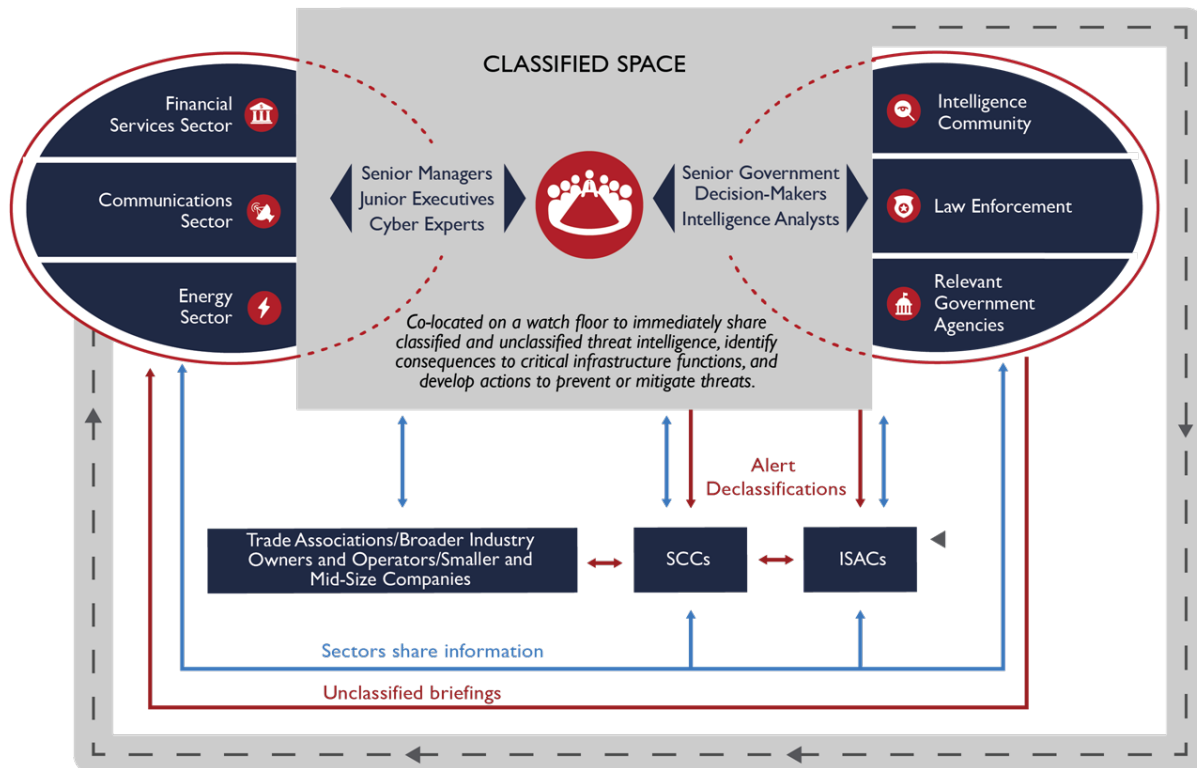 CLASSIFIED SPACE
Financial
Services Sector
Communications
Sector
Energy
Sector
Senior Managers
Junior Executives
Cyber Experts
Senior Government
Decision-Makers
Intelligence Analysts
Intelligence
Community
Law Enforcement
Relevant
Government
Agencies
Co-located on a watch floor to immediately share
classified and unclassified threat intelligence, identify
consequences to critical infrastructure functions, and
develop actions to prevent or mitigate threats.
Alert
Declassifications
Trade Associations/Broader Industry
Owners and Operators/Smaller and
Mid-Size Companies
SCCs
ISACs
Sectors share information
Unclassified briefings